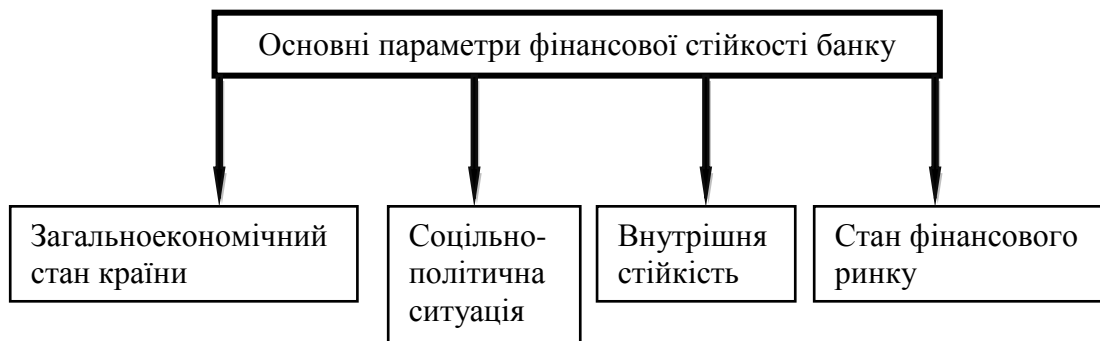 Основні параметри фінансової стійкості банку
Загальноекономічний
стан країни
Соцільно-
політична
ситуація
Внутрішня
стійкість
Стан фінансового
ринку